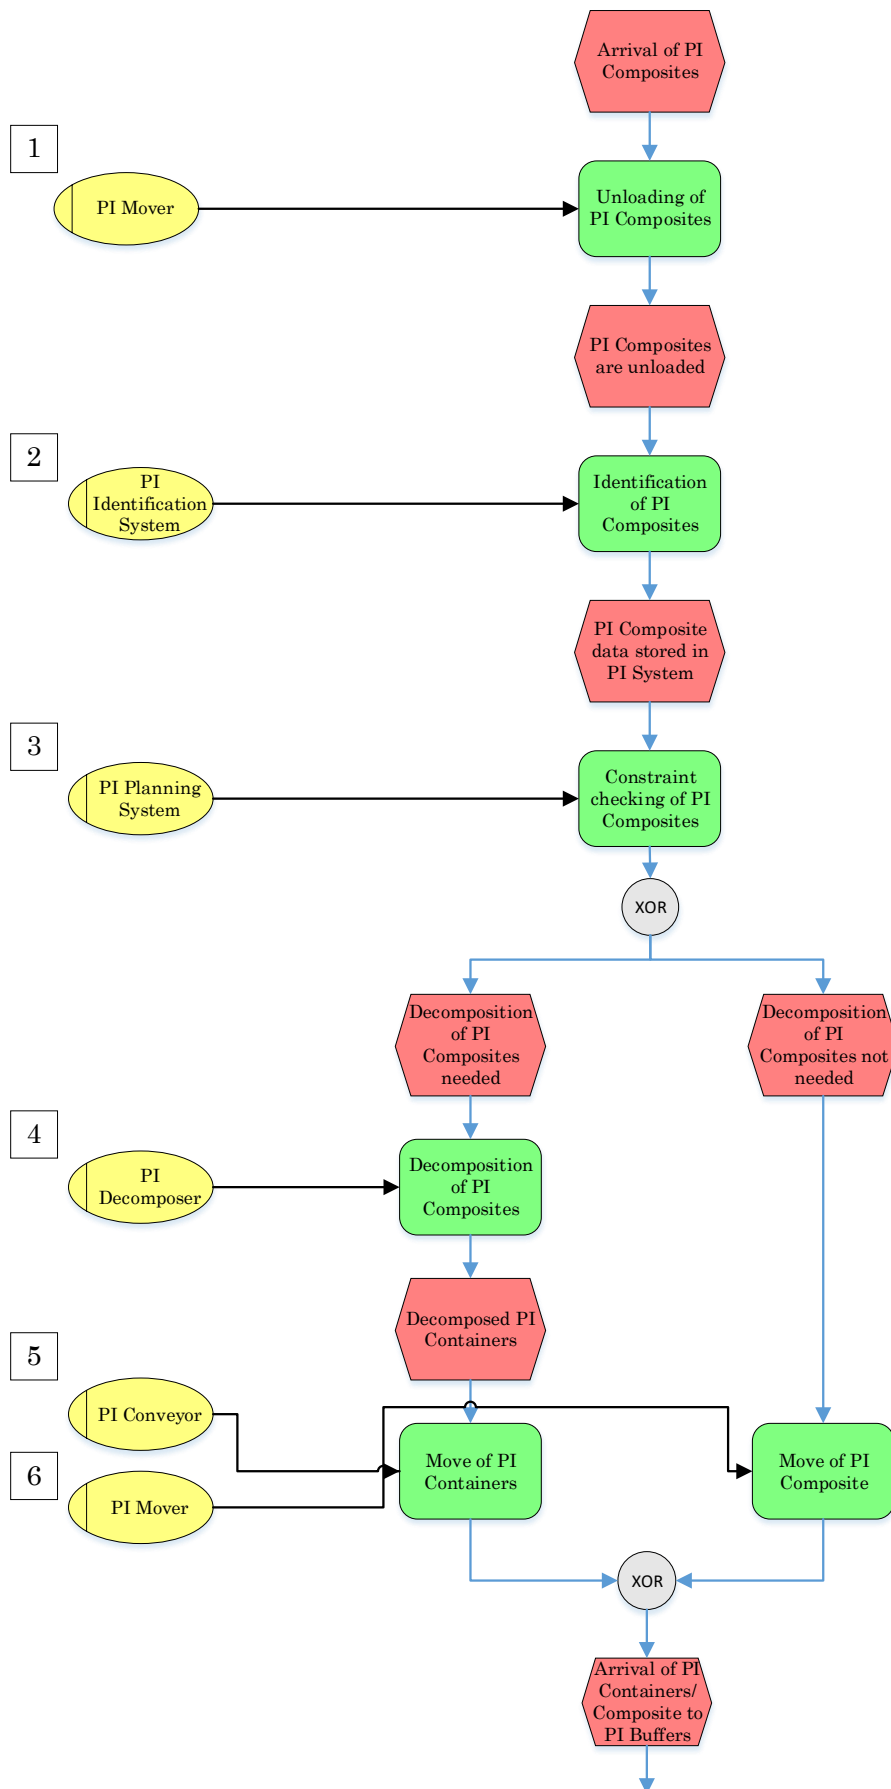 Arrival of PI
Composites
1
PI Mover
Unloading of
PI Composites
PI Composites
are unloaded
2
PI
Identification
System
Identification
of PI
Composites
PI Composite
data stored in
PI System
3
PI Planning
System
Constraint
checking of PI
Composites
XOR
Decomposition
of PI
Composites
needed
Decomposition
of PI
Composites not
needed
4
PI
Decomposer
Decomposition
of PI
Composites
Decomposed PI
Containers
5
PI Conveyor
6
PI Mover
Move of PI
Containers
Move of PI
Composite
XOR
Arrival of PI
Containers/
Composite to
PI Buffers